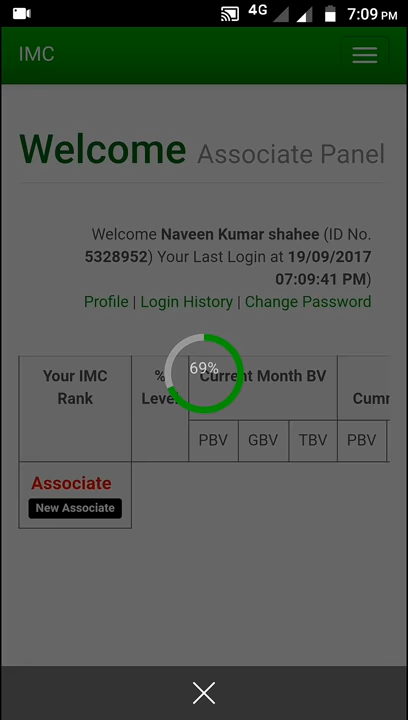 4G 7:09 PM
IMC
Welcome Associate Panel
Welcome Naveen Kumar shahee (ID No.
5328952) Your Last Login at 19/09/2017
07:09:41 PM)
Profile | Login History | Change Password
69%
Your IMC Rank
%
Current Month BV
PBV GBV TBV PBV
Associate
New Associate